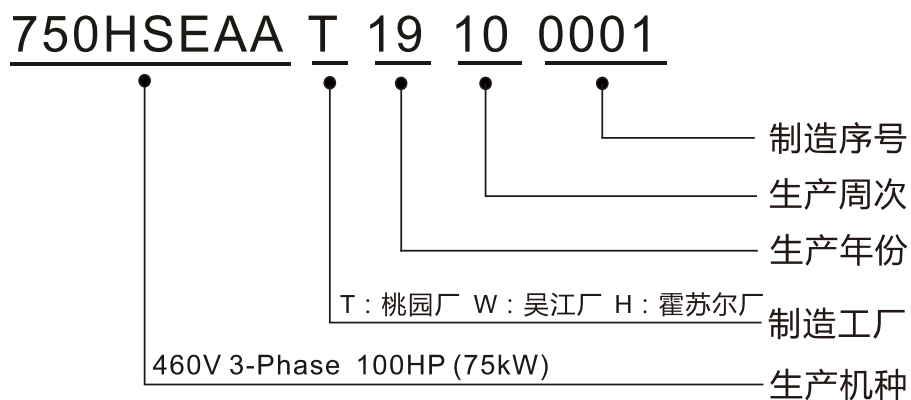 750HSEAA T 19 10 0001
制造序号
生产周次
生产年份
T：桃园厂 W：吴江厂 H：霍苏尔厂
制造工厂
460V 3-Phase 100HP (75kW)
生产机种